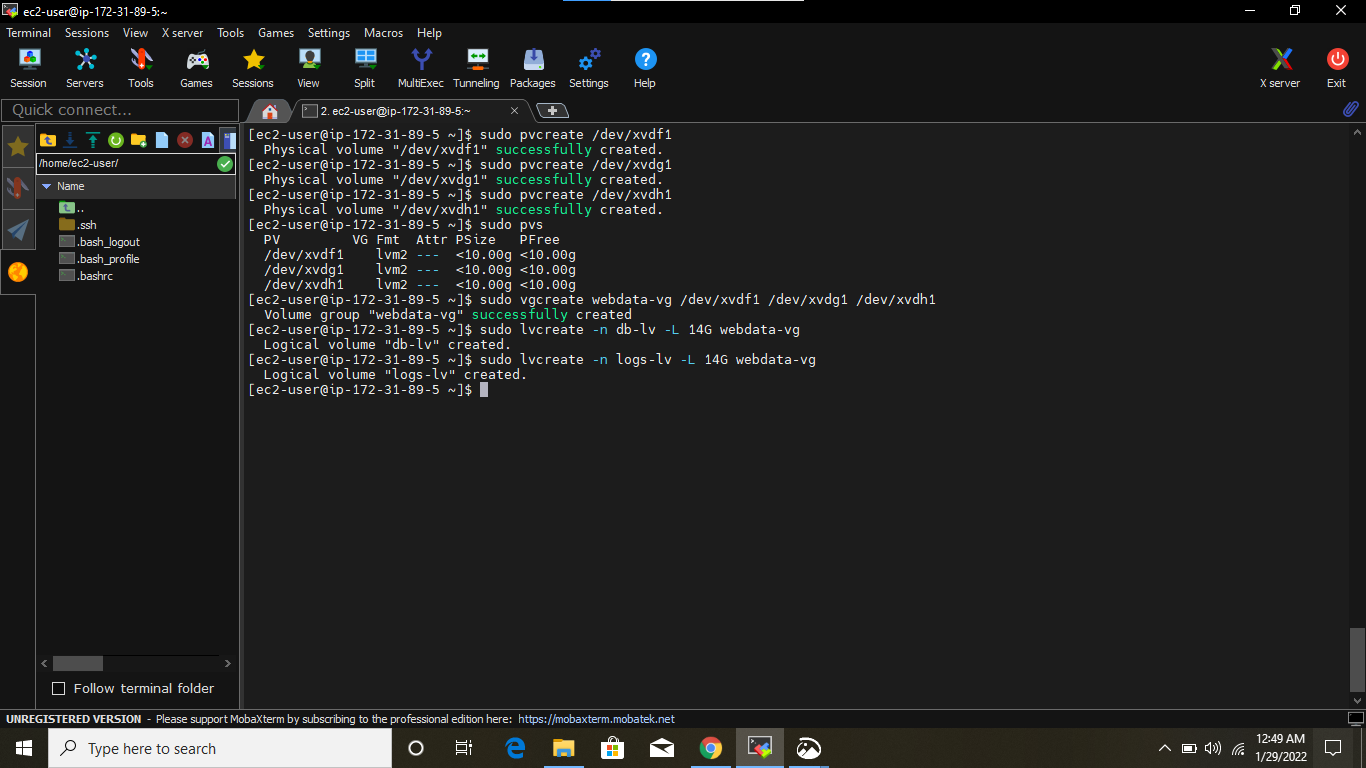 ec2-user@ip-172-31-89-5:~
Terminal Sessions View X server Tools Games Settings Macros Help
Session Servers Tools Games Sessions View Split MultiExec Tunneling Packages Settings Help X server Exit
Quick connect...
2. ec2-user@ip-172-31-89-5:~
/home/ec2-user/
Name
..
.ssh
.bash_logout
.bash_profile
.bashrc
Follow terminal folder
[ec2-user@ip-172-31-89-5 ~]$ sudo pvcreate /dev/xvdf1
Physical volume "/dev/xvdf1" successfully created.
[ec2-user@ip-172-31-89-5 ~]$ sudo pvcreate /dev/xvdg1
Physical volume "/dev/xvdg1" successfully created.
[ec2-user@ip-172-31-89-5 ~]$ sudo pvcreate /dev/xvdh1
Physical volume "/dev/xvdh1" successfully created.
[ec2-user@ip-172-31-89-5 ~]$ sudo pvs
PV VG Fmt Attr PSize PFree
/dev/xvdf1 lvm2 --- <10.00g <10.00g
/dev/xvdg1 lvm2 --- <10.00g <10.00g
/dev/xvdh1 lvm2 --- <10.00g <10.00g
[ec2-user@ip-172-31-89-5 ~]$ sudo vgcreate webdata-vg /dev/xvdf1 /dev/xvdg1 /dev/xvdh1
Volume group "webdata-vg" successfully created
[ec2-user@ip-172-31-89-5 ~]$ sudo lvcreate -n db-lv -L 14G webdata-vg
Logical volume "db-lv" created.
[ec2-user@ip-172-31-89-5 ~]$ sudo lvcreate -n logs-lv -L 14G webdata-vg
Logical volume "logs-lv" created.
[ec2-user@ip-172-31-89-5 ~]$
UNREGISTERED VERSION - Please support MobaXterm by subscribing to the professional edition here: https://mobaxterm.mobatek.net
Type here to search
12:49 AM
1/29/2022